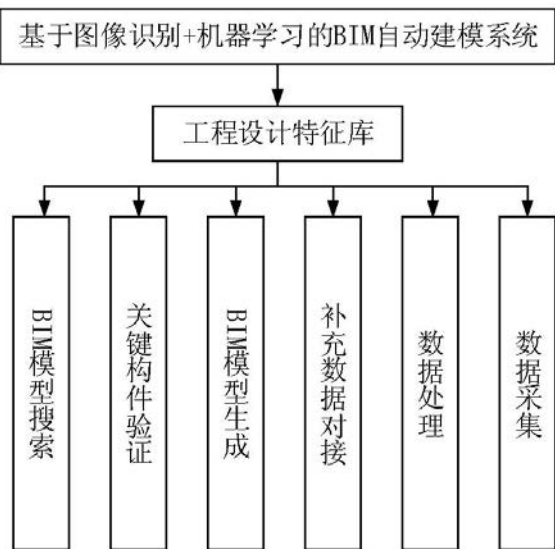 基于图像识别+机器学习的BIM自动建模系统
工程设计特征库
BIM模型搜索
关键构件验证
BIM模型生成
补充数据对接
数据处理
数据采集